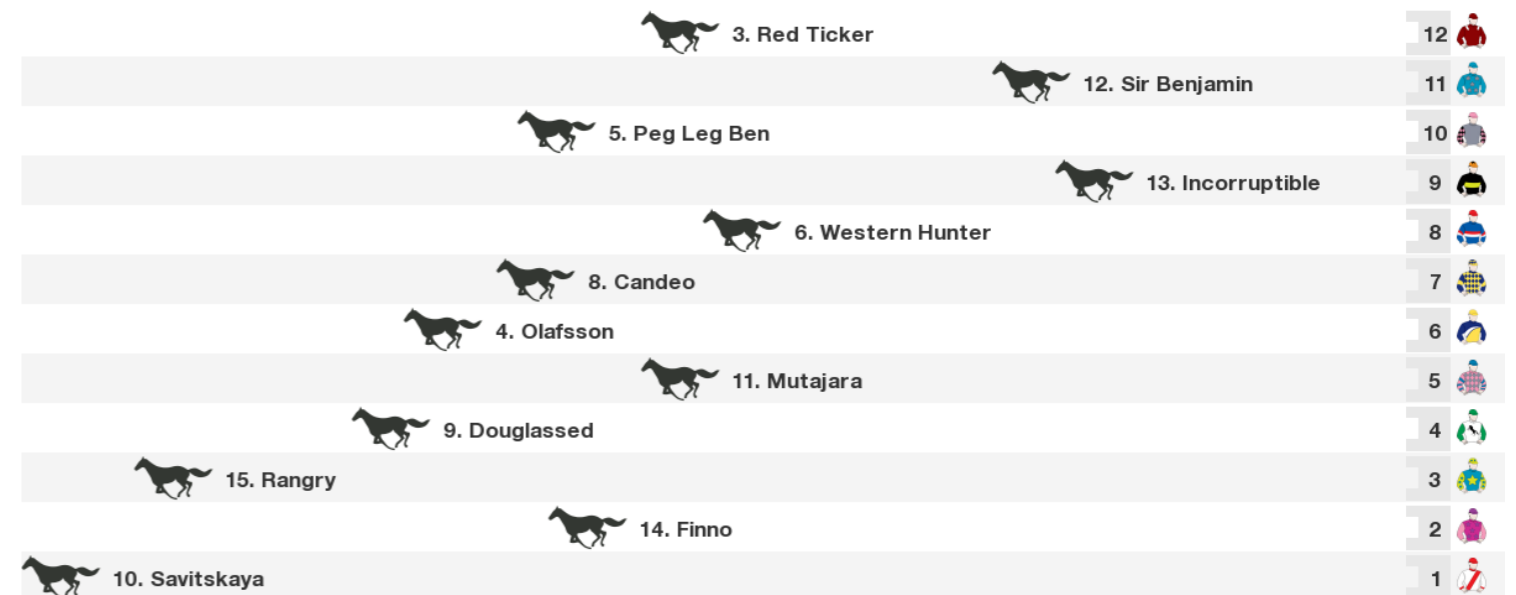 3. Red Ticker 12
12. Sir Benjamin 11
5. Peg Leg Ben 10
13. Incorruptible 9
6. Western Hunter 8
8. Candeo 7
4. Olafsson 6
11. Mutajara 5
9. Douglassed 4
15. Rangry 3
14. Finno 2
10. Savitskaya 1